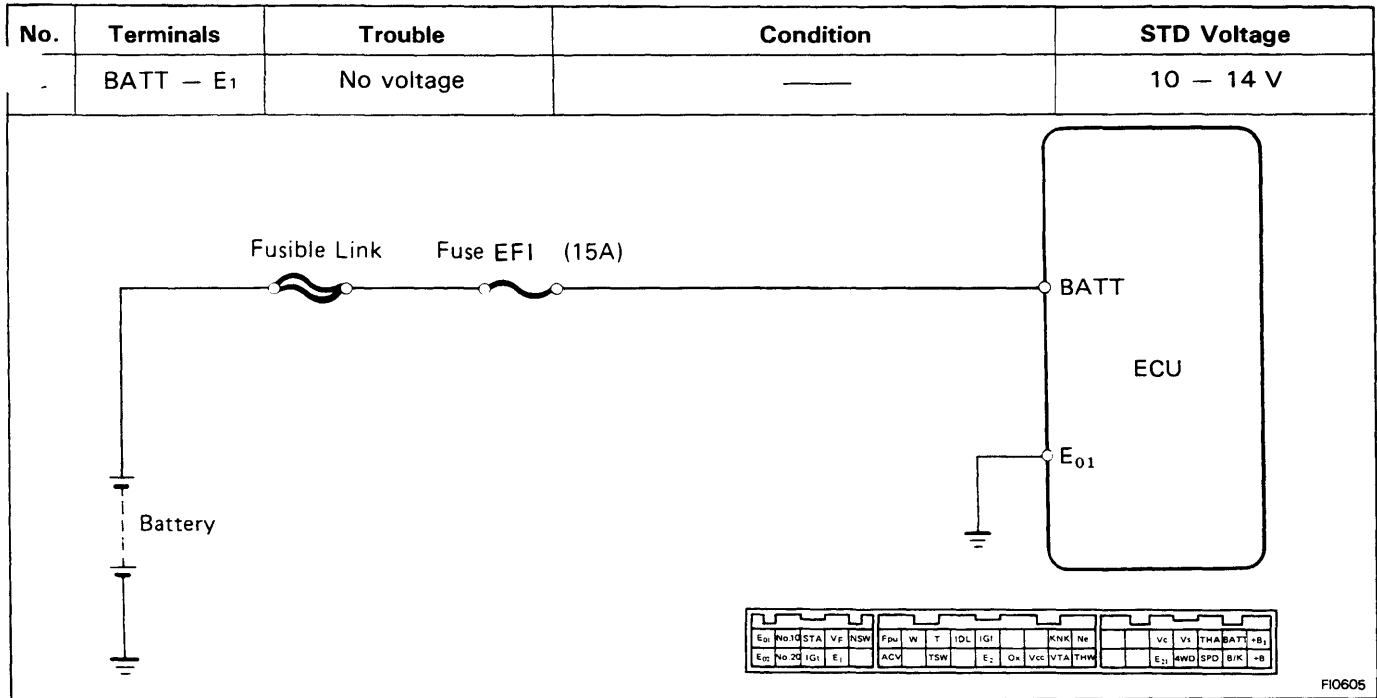 No. Terminals Trouble Condition STD Voltage
BATT — E1 No voltage —— 10 — 14 V
Fusible Link Fuse EFI (15A)
BATT
ECU
E01
Battery
E01 No.10 STA VF NSW Fpu W T IDL IGf KNK Ne Vc Vs THA BATT +B1
E02 No.20 IGt E1 ACV TSW E2 Ox Vcc VTA THW E21 4WD SPD B/K +B
FI0605